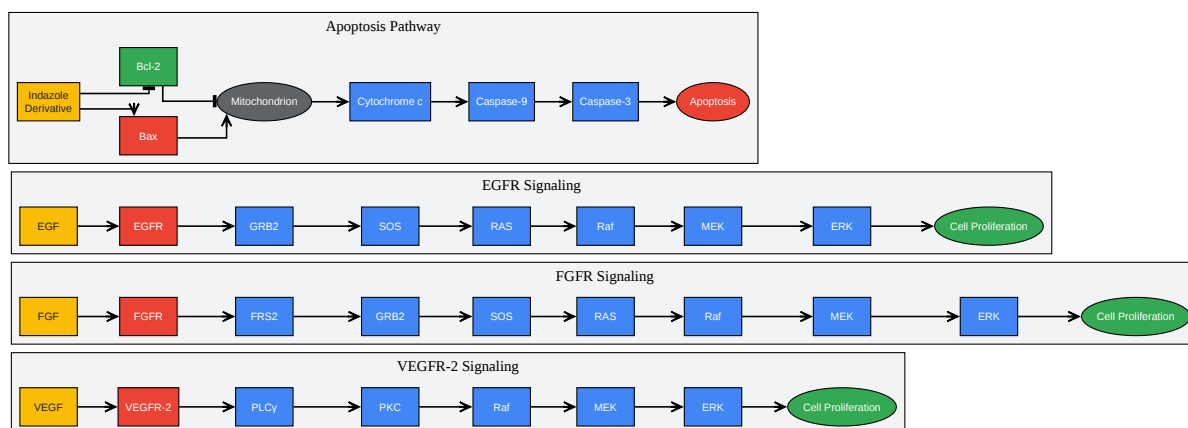 Apoptosis Pathway
Bcl-2
Indazole
Derivative
Mitochondrion
Cytochrome c
Caspase-9
Caspase-3
Apoptosis
Bax
EGFR Signaling
EGF
EGFR
GRB2
SOS
RAS
Raf
MEK
ERK
Cell Proliferation
FGFR Signaling
FGF
FGFR
FRS2
GRB2
SOS
RAS
Raf
MEK
ERK
Cell Proliferation
VEGFR-2 Signaling
VEGF
VEGFR-2
PLCγ
PKC
Raf
MEK
ERK
Cell Proliferation